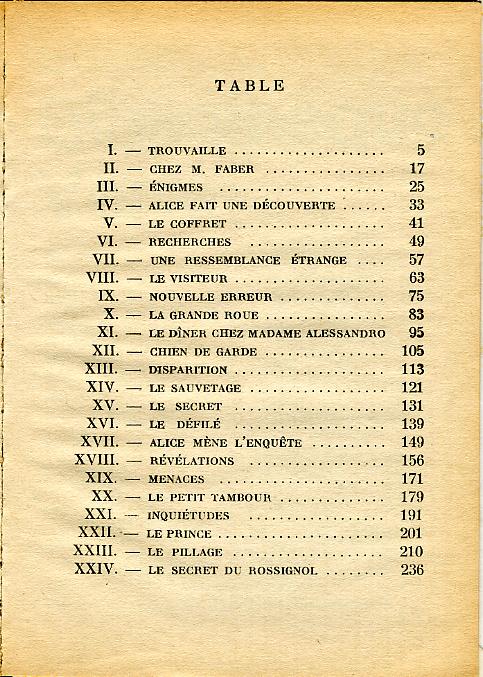 TABLE
I. — TROUVAILLE .................... 5
II. — CHEZ M. FABER ................ 17
III. — ÉNIGMES ...................... 25
IV. — ALICE FAIT UNE DÉCOUVERTE ...... 33
V. — LE COFFRET .................... 41
VI. — RECHERCHES .................. 49
VII. — UNE RESSEMBLANCE ÉTRANGE .... 57
VIII. — LE VISITEUR .................... 63
IX. — NOUVELLE ERREUR .............. 75
X. — LA GRANDE ROUE ............... 83
XI. — LE DÎNER CHEZ MADAME ALESSANDRO 95
XII. — CHIEN DE GARDE ................ 105
XIII. — DISPARITION .................... 113
XIV. — LE SAUVETAGE .................. 121
XV. — LE SECRET .................... 131
XVI. — LE DÉFILÉ .................... 139
XVII. — ALICE MÈNE L'ENQUÊTE .......... 149
XVIII. — RÉVÉLATIONS .................... 156
XIX. — MENACES ........................ 171
XX. — LE PETIT TAMBOUR .............. 179
XXI. — INQUIÉTUDES .................. 191
XXII. — LE PRINCE ...................... 201
XXIII. — LE PILLAGE .................... 210
XXIV. — LE SECRET DU ROSSIGNOL ........ 236